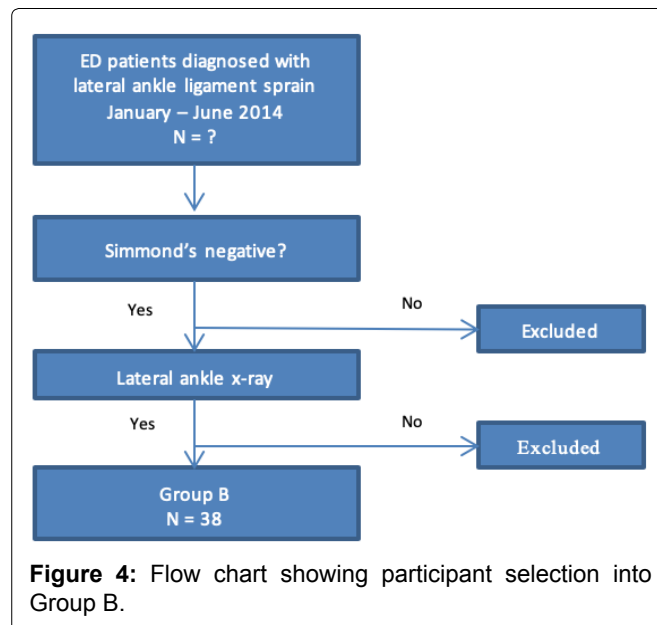 ED patients diagnosed with
lateral ankle ligament sprain
January – June 2014
N = ?
Simmond's negative?
Yes
No
Excluded
Lateral ankle x-ray
Yes
No
Excluded
Group B
N = 38
Figure 4: Flow chart showing participant selection into
Group B.